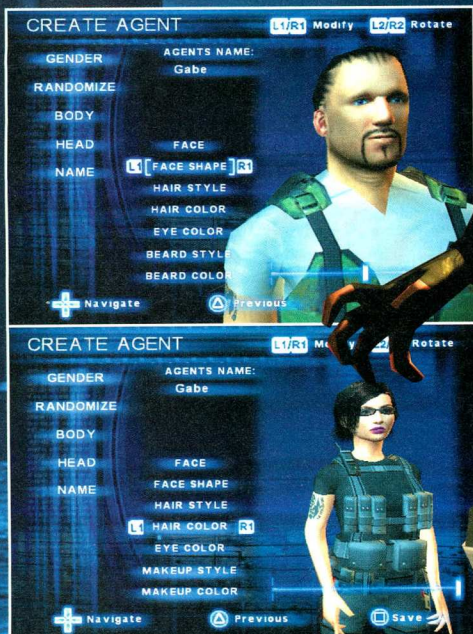 CREATE AGENT
L1/R1 Modify L2/R2 Rotate
AGENTS NAME:
Gabe
GENDER
RANDOMIZE
BODY
HEAD
NAME
FACE
L1 [FACE SHAPE] R1
HAIR STYLE
HAIR COLOR
EYE COLOR
BEARD STYLE
BEARD COLOR
Navigate
Previous
CREATE AGENT
L1/R1 Rotate
AGENTS NAME:
Gabe
GENDER
RANDOMIZE
BODY
HEAD
NAME
FACE
FACE SHAPE
HAIR STYLE
L1 HAIR COLOR R1
EYE COLOR
MAKEUP STYLE
MAKEUP COLOR
Navigate
Previous
Save